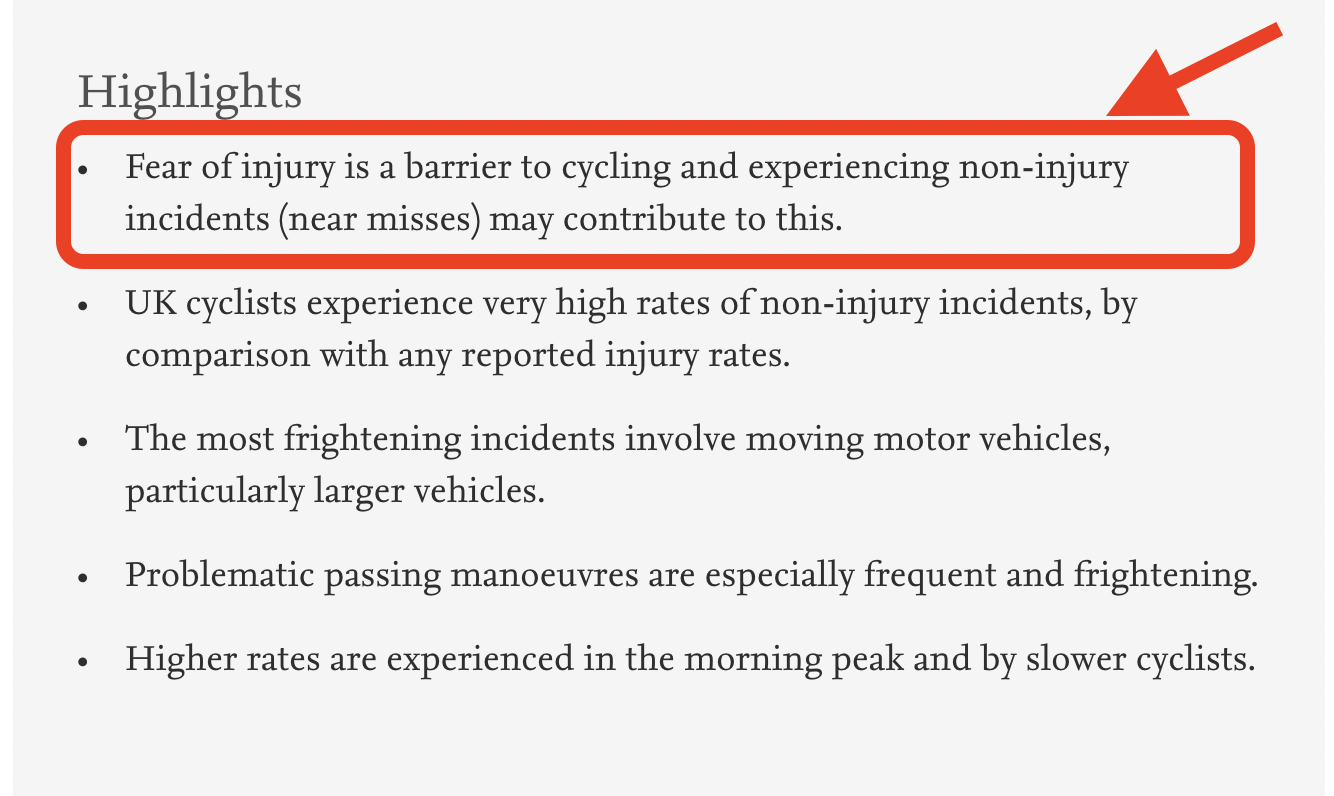 Highlights
• Fear of injury is a barrier to cycling and experiencing non-injury
incidents (near misses) may contribute to this.
• UK cyclists experience very high rates of non-injury incidents, by
comparison with any reported injury rates.
• The most frightening incidents involve moving motor vehicles,
particularly larger vehicles.
• Problematic passing manoeuvres are especially frequent and frightening.
• Higher rates are experienced in the morning peak and by slower cyclists.